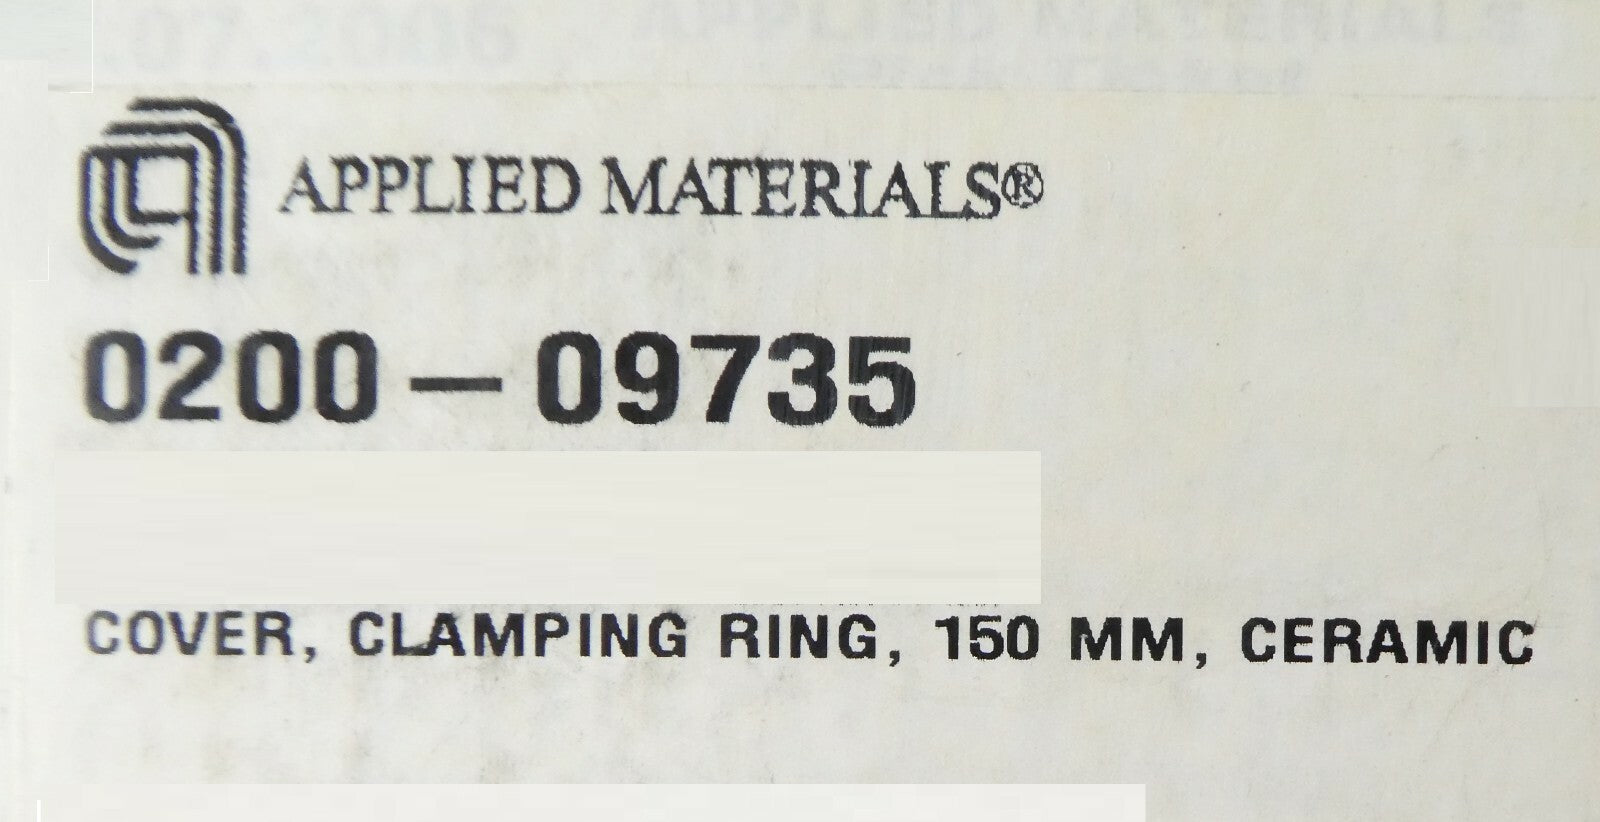 APPLIED MATERIALS®
0200-09735
COVER, CLAMPING RING, 150 MM, CERAMIC